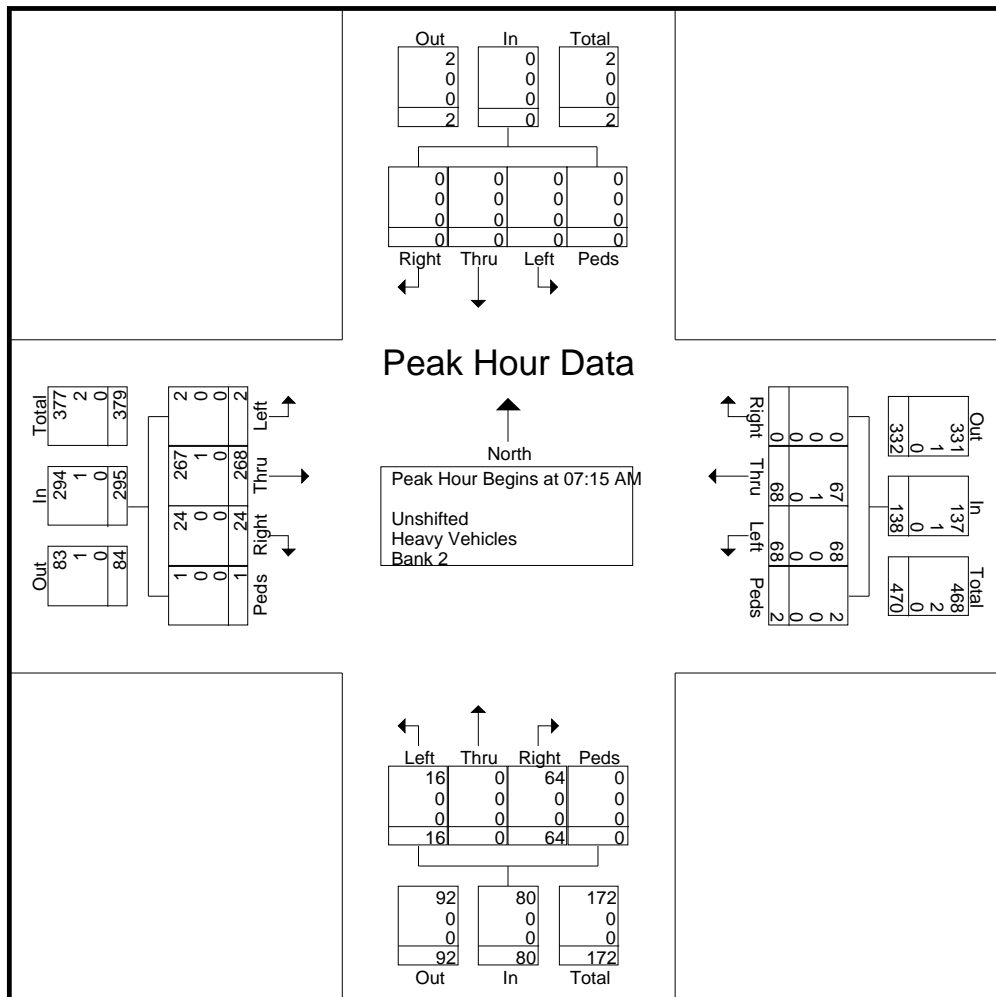 Out In Total
2 0 2
0 0 0
0 0 0
2 0 2
0 0 0 0
0 0 0 0
0 0 0 0
0 0 0 0
Right Thru Left Peds
Peak Hour Data
North
Peak Hour Begins at 07:15 AM
Unshifted
Heavy Vehicles
Bank 2
Total
377 2 0 379
In
294 1 0 295
Out
83 1 0 84
2 0 0 2
Left
267 1 0 268
Thru
24 0 0 24
Right
1 0 0 1
Peds
Right
0 0 0 0
Thru
67 1 0 68
Left
68 0 0 68
Peds
2 0 0 2
Out
331 1 0 332
In
137 1 0 138
Total
468 2 0 470
Left Thru Right Peds
16 0 64 0
0 0 0 0
0 0 0 0
16 0 64 0
92 80 172
0 0 0
0 0 0
92 80 172
Out In Total